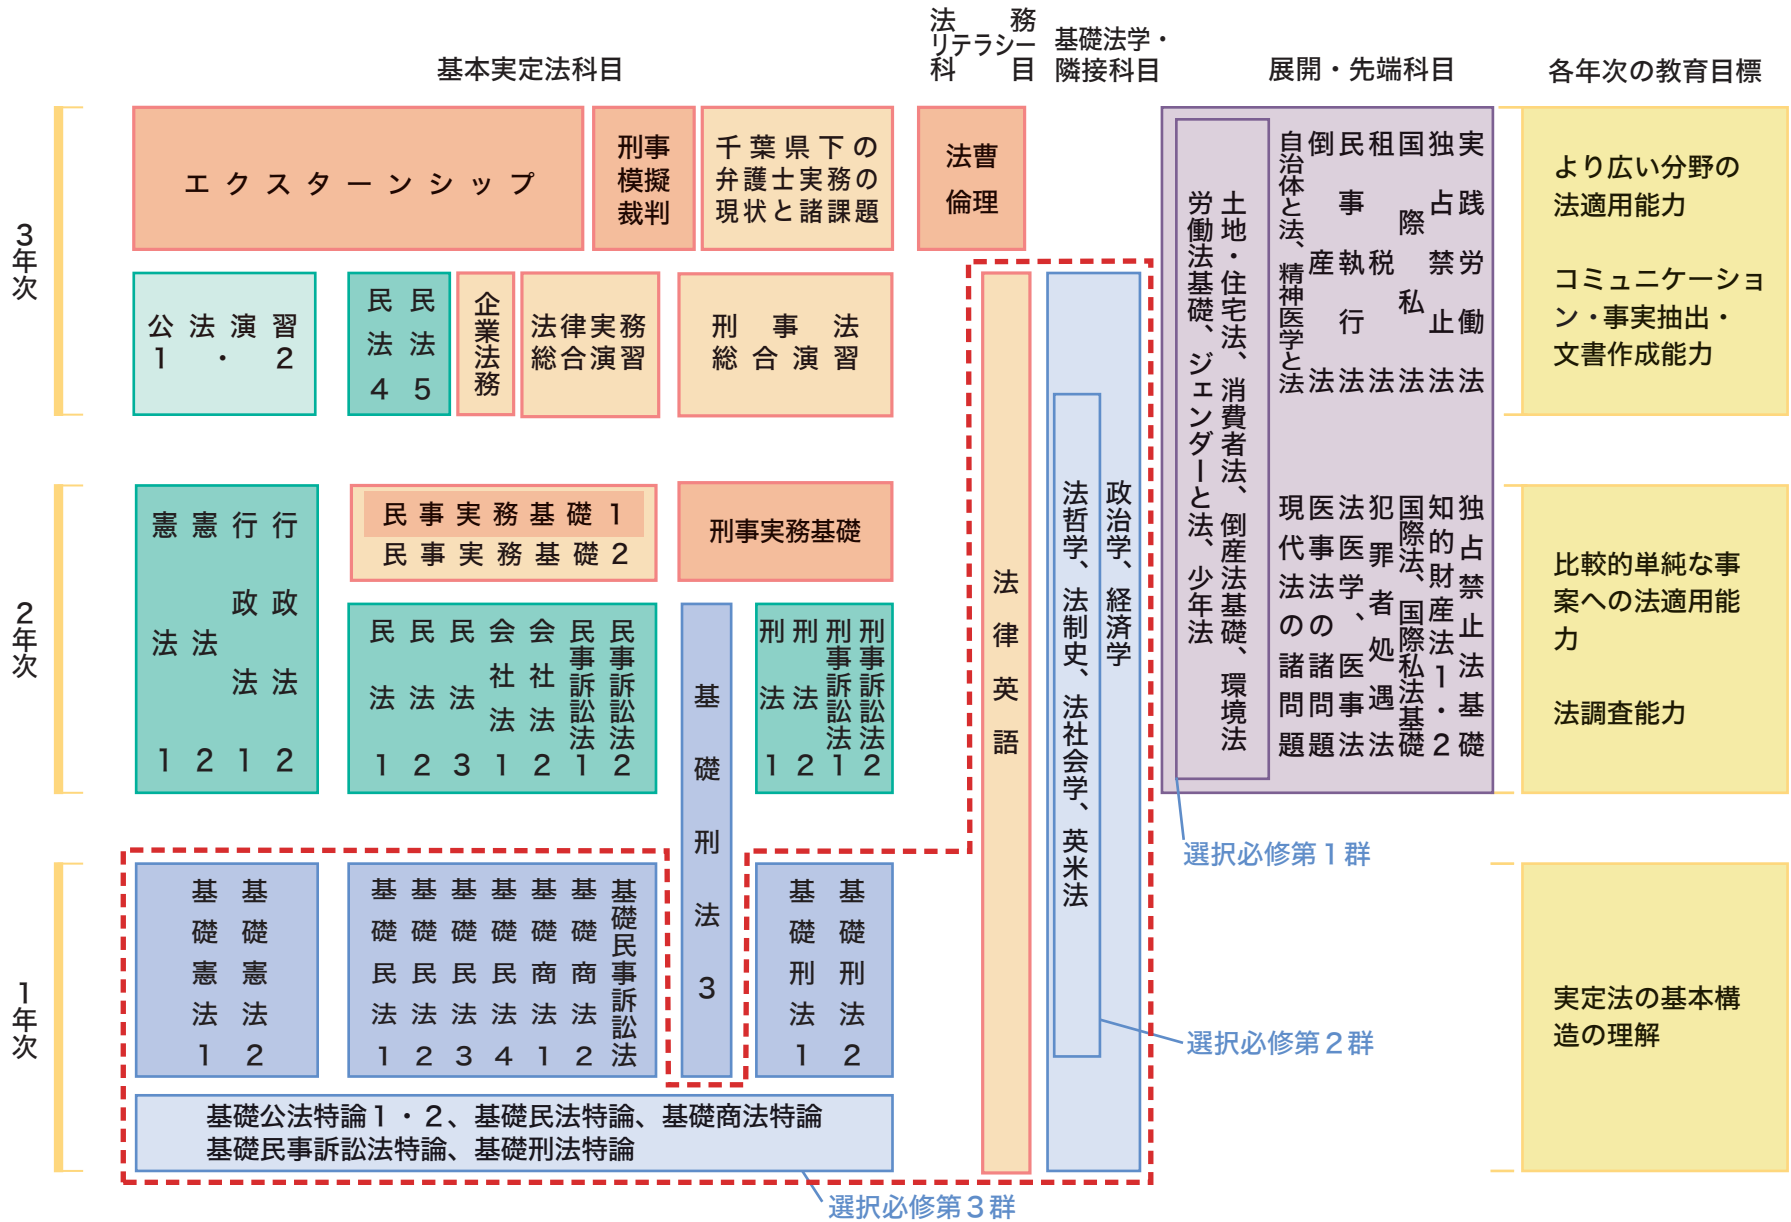 基本実定法科目
法務
リテラシー
科目
基礎法学・
隣接科目
展開・先端科目
各年次の教育目標
3年次
エクスターンシップ
刑事
模擬
裁判
千葉県下の
弁護士実務の
現状と諸課題
法曹
倫理
公法演習
1・2
民法4
民法5
企業法務
法律実務
総合演習
刑事法
総合演習
2年次
憲法1
憲法2
行政法1
行政法2
民事実務基礎1
民事実務基礎2
刑事実務基礎
民法1
民法2
民法3
会社法1
会社法2
民事訴訟法1
民事訴訟法2
基礎刑法3
刑法1
刑法2
刑事訴訟法1
刑事訴訟法2
1年次
基礎憲法1
基礎憲法2
基礎民法1
基礎民法2
基礎民法3
基礎民法4
基礎商法1
基礎商法2
基礎民事訴訟法
基礎刑法1
基礎刑法2
基礎公法特論1・2、基礎民法特論、基礎商法特論
基礎民事訴訟法特論、基礎刑法特論
選択必修第3群
法律英語
政治学、経済学
法哲学、法制史、法社会学、英米法
選択必修第2群
土地・住宅法、消費者法、倒産法基礎、環境法
労働法基礎、ジェンダーと法、少年法
選択必修第1群
実践労働法
独占禁止法
国際私法
租税法
民事執行法
倒産法
自治体と法、精神医学と法
独占禁止法基礎
知的財産法1・2
国際法、国際私法基礎
犯罪者処遇法
法医学、医事法
医事法の諸問題
現代法の諸問題
より広い分野の
法適用能力
コミュニケーショ
ン・事実抽出・
文書作成能力
比較的単純な事
案への法適用能
力
法調査能力
実定法の基本構
造の理解